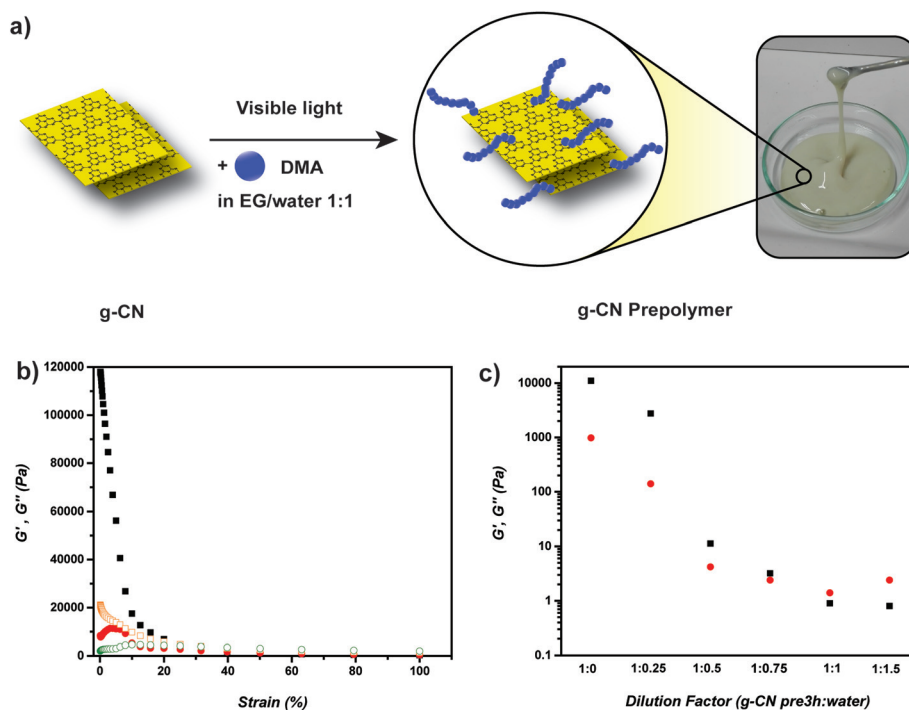 a)
Visible light
+ DMA
in EG/water 1:1
g-CN
g-CN Prepolymer
b)
120000
100000
80000
60000
40000
20000
0
G' , G'' (Pa)
0 20 40 60 80 100
Strain (%)
c)
10000
1000
100
10
1
0.1
G', G'' (Pa)
1:0 1:0.25 1:0.5 1:0.75 1:1 1:1.5
Dilution Factor (g-CN pre3h:water)